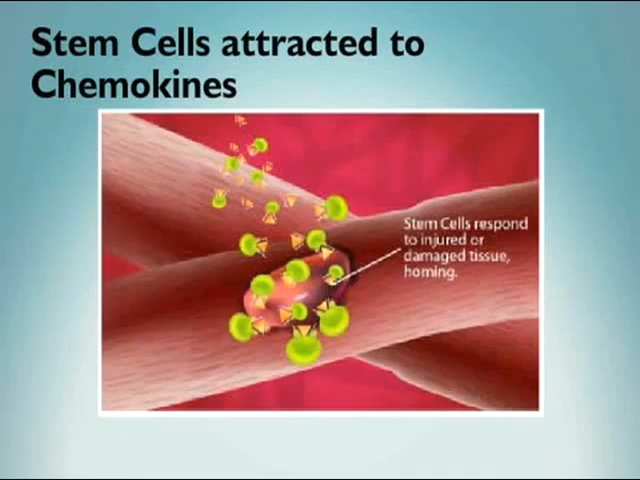 Stem Cells attracted to
Chemokines
Stem Cells respond
to injured or
damaged tissue,
homing.